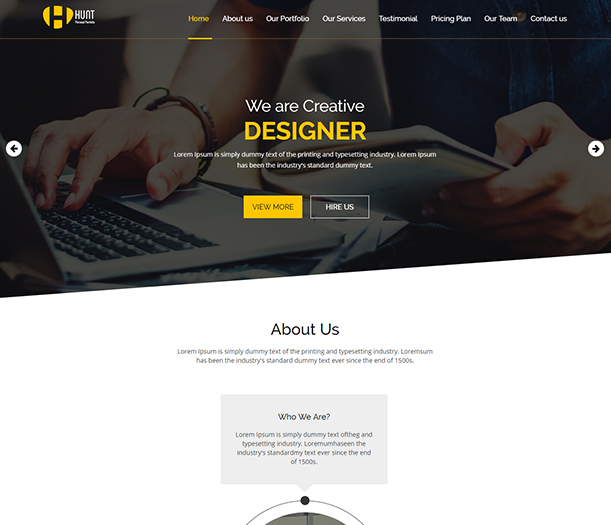 HUNT
Personal Portfolio
Home About us Our Portfolio Our Services Testimonial Pricing Plan Our Team Contact us
We are Creative
DESIGNER
Lorem Ipsum is simply dummy text of the printing and typesetting industry. Lorem Ipsum
has been the industry's standard dummy text.
VIEW MORE HIRE US
About Us
Lorem Ipsum is simply dummy text of the printing and typesetting industry. Loremsum
has been the industry's standard dummy text ever since the end of 1500s.
Who We Are?
Lorem Ipsum is simply dummy text oftheg and
typesetting industry. Loremumhaseen the
industry's standardmy text ever since the end
of 1500s.